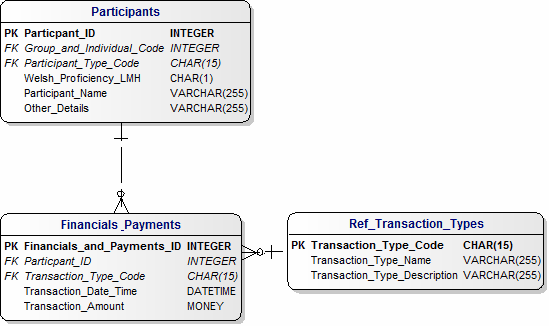 Participants
PK Particpant_ID INTEGER
FK Group_and_Individual_Code INTEGER
FK Participant_Type_Code CHAR(15)
Welsh_Proficiency_LMH CHAR(1)
Participant_Name VARCHAR(255)
Other_Details VARCHAR(255)
Financials_Payments
PK Financials_and_Payments_ID INTEGER
FK Particpant_ID INTEGER
FK Transaction_Type_Code CHAR(15)
Transaction_Date_Time DATETIME
Transaction_Amount MONEY
Ref_Transaction_Types
PK Transaction_Type_Code CHAR(15)
Transaction_Type_Name VARCHAR(255)
Transaction_Type_Description VARCHAR(255)